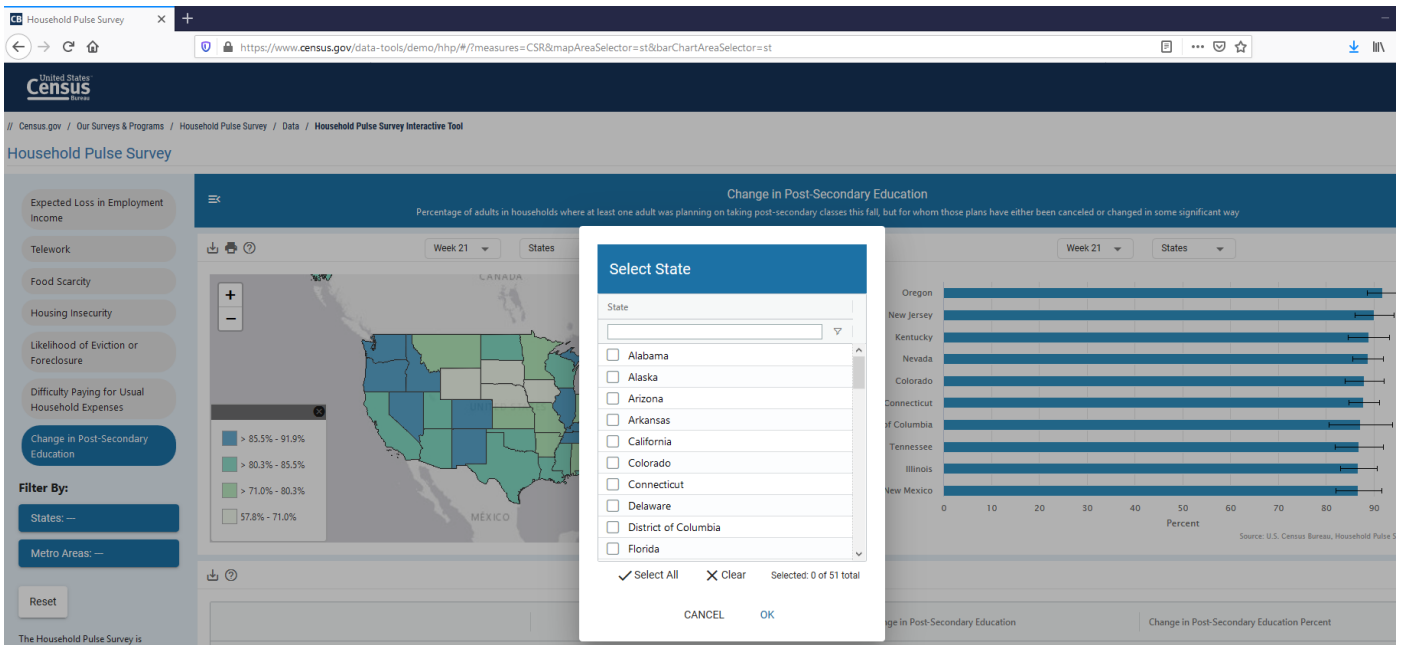 CB Household Pulse Survey
https://www.census.gov/data-tools/demo/hhp/#/?measures=CSR&mapAreaSelector=st&barChartAreaSelector=st
United States
Census
Bureau
// Census.gov / Our Surveys & Programs / Household Pulse Survey / Data / Household Pulse Survey Interactive Tool
Household Pulse Survey
Expected Loss in Employment
Income
Telework
Food Scarcity
Housing Insecurity
Likelihood of Eviction or
Foreclosure
Difficulty Paying for Usual
Household Expenses
Change in Post-Secondary
Education
Filter By:
States: —
Metro Areas: —
Reset
The Household Pulse Survey is
Change in Post-Secondary Education
Percentage of adults in households where at least one adult was planning on taking post-secondary classes this fall, but for whom those plans have either been canceled or changed in some significant way
Week 21
States
CANADA
MÉXICO
+
−
> 85.5% - 91.9%
> 80.3% - 85.5%
> 71.0% - 80.3%
57.8% - 71.0%
Select State
State
Alabama
Alaska
Arizona
Arkansas
California
Colorado
Connecticut
Delaware
District of Columbia
Florida
Select All
Clear
Selected: 0 of 51 total
CANCEL
OK
Week 21
States
Oregon
New Jersey
Kentucky
Nevada
Colorado
Connecticut
of Columbia
Tennessee
Illinois
New Mexico
0 10 20 30 40 50 60 70 80 90
Percent
Source: U.S. Census Bureau, Household Pulse S
nge in Post-Secondary Education
Change in Post-Secondary Education Percent